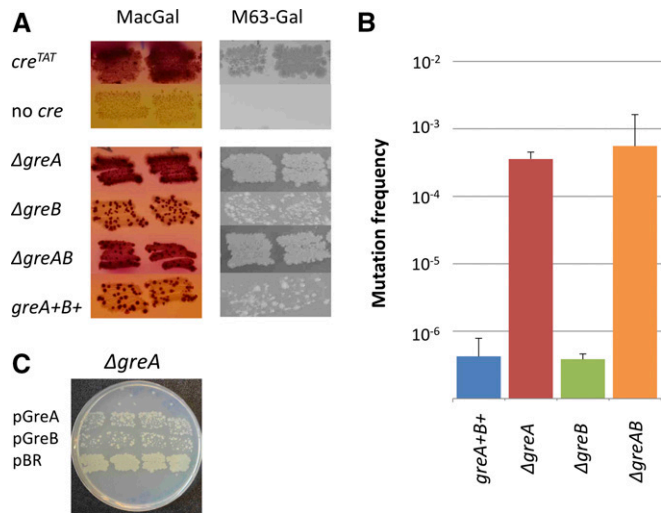 A
MacGal
M63-Gal
cre^TAT
no cre
ΔgreA
ΔgreB
ΔgreAB
greA+B+
B
Mutation frequency
10^-2
10^-3
10^-4
10^-5
10^-6
greA+B+
ΔgreA
ΔgreB
ΔgreAB
C
ΔgreA
pGreA
pGreB
pBR